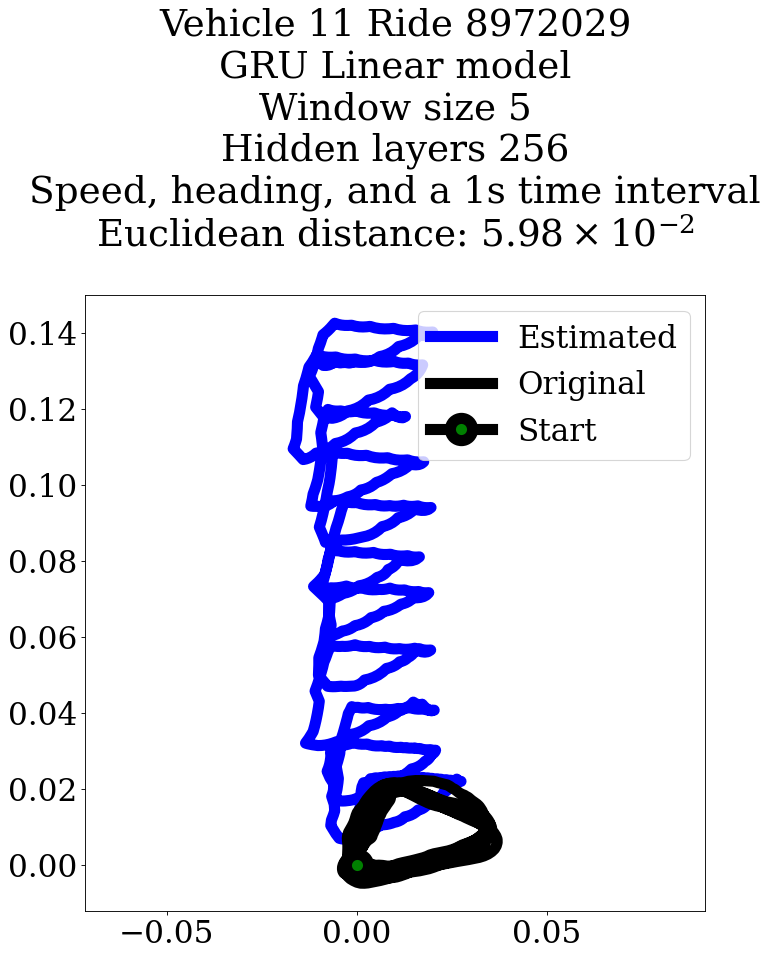 Vehicle 11 Ride 8972029
GRU Linear model
Window size 5
Hidden layers 256
Speed, heading, and a 1s time interval
Euclidean distance: 5.98 × 10⁻²
Estimated
Original
Start
0.14
0.12
0.10
0.08
0.06
0.04
0.02
0.00
−0.05 0.00 0.05